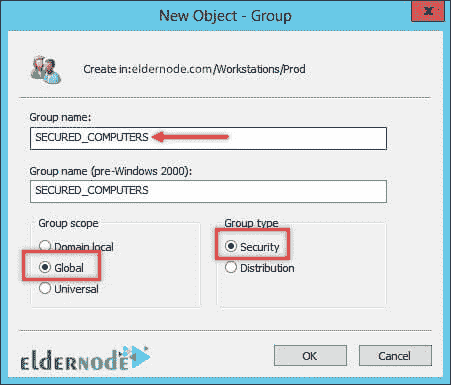 New Object - Group
x
Create in:eldernode.com/Workstations/Prod
Group name:
SECURED_COMPUTERS
Group name (pre-Windows 2000):
SECURED_COMPUTERS
Group scope
Domain local
Global
Universal
Group type
Security
Distribution
eldernode
OK
Cancel